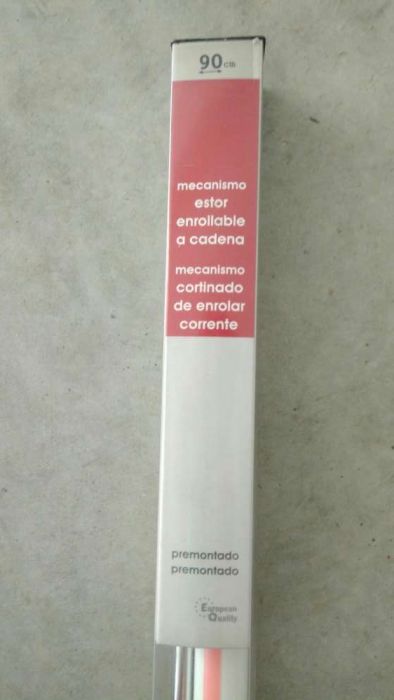 90 cm
mecanismo
estor
enrollable
a cadena
mecanismo
cortinado
de enrolar
corrente
premontado
premontado
European
Quality